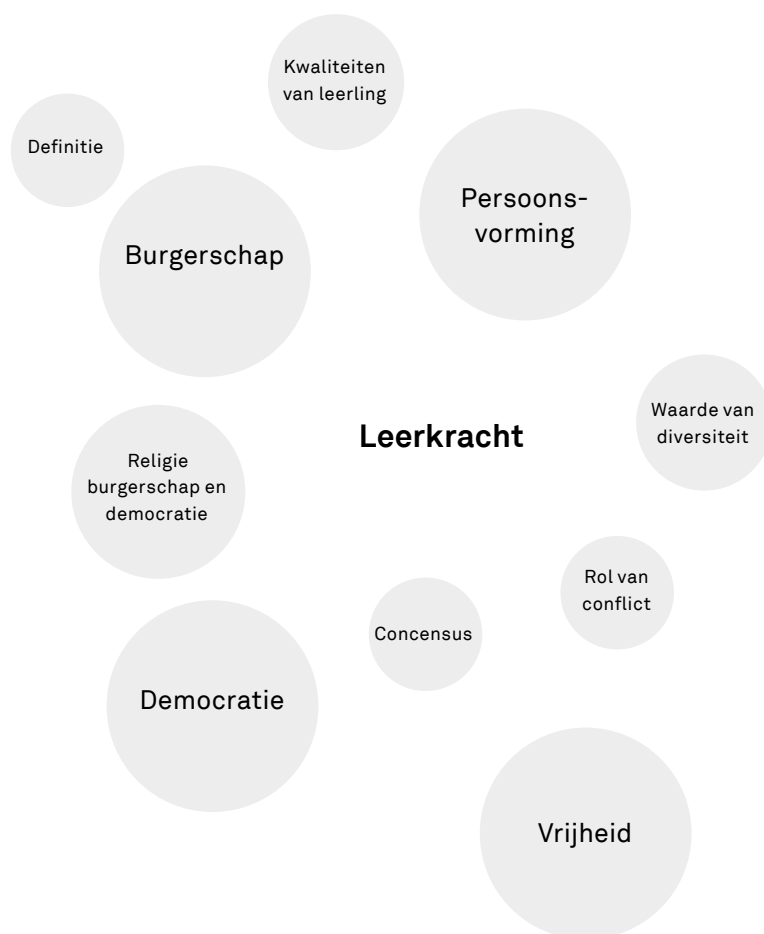 Kwaliteiten
van leerling
Definitie
Persoons-
vorming
Burgerschap
Waarde van
diversiteit
Leerkracht
Religie
burgerschap en
democratie
Rol van
conflict
Concensus
Democratie
Vrijheid